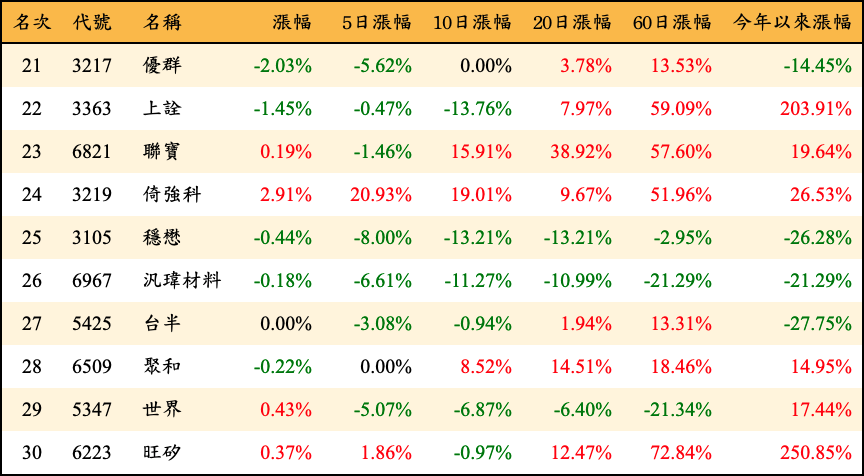 名次 代號 名稱 漲幅 5日漲幅 10日漲幅 20日漲幅 60日漲幅 今年以來漲幅
21 3217 優群 -2.03% -5.62% 0.00% 3.78% 13.53% -14.45%
22 3363 上詮 -1.45% -0.47% -13.76% 7.97% 59.09% 203.91%
23 6821 聯寶 0.19% -1.46% 15.91% 38.92% 57.60% 19.64%
24 3219 倚強科 2.91% 20.93% 19.01% 9.67% 51.96% 26.53%
25 3105 穩懋 -0.44% -8.00% -13.21% -13.21% -2.95% -26.28%
26 6967 汎瑋材料 -0.18% -6.61% -11.27% -10.99% -21.29% -21.29%
27 5425 台半 0.00% -3.08% -0.94% 1.94% 13.31% -27.75%
28 6509 聚和 -0.22% 0.00% 8.52% 14.51% 18.46% 14.95%
29 5347 世界 0.43% -5.07% -6.87% -6.40% -21.34% 17.44%
30 6223 旺矽 0.37% 1.86% -0.97% 12.47% 72.84% 250.85%